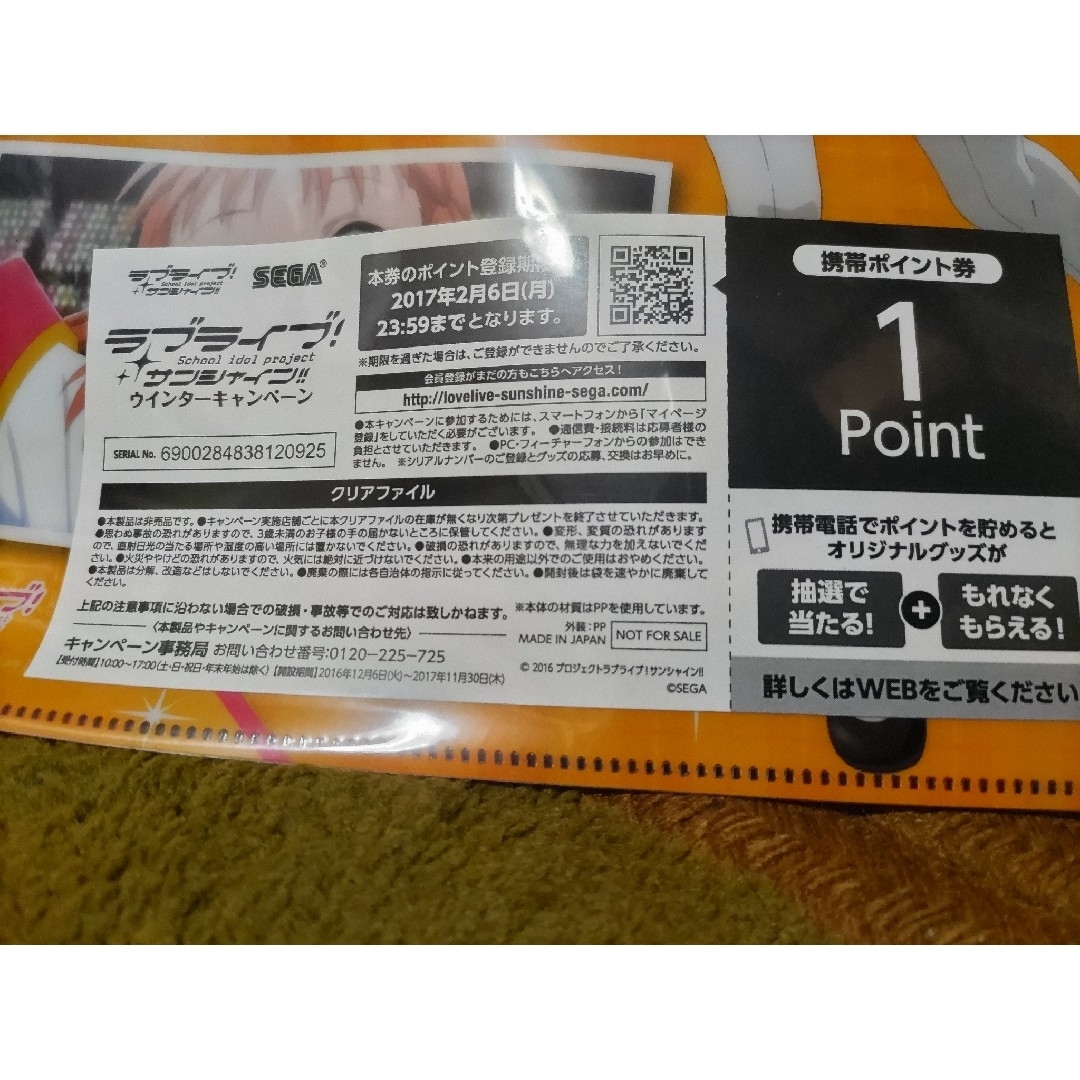 ラブライブ!
School idol project
サンシャイン!!
SEGA®
ラブライブ!
School idol project
サンシャイン!!
ウインターキャンペーン
SERIAL No. 6900284838120925
本券のポイント登録期
2017年2月6日(月)
23:59までとなります。
※期限を過ぎた場合は、ご登録ができませんのでご了承ください。
会員登録がまだの方もこちらへアクセス!
http://lovelive-sunshine-sega.com/
●本キャンペーンに参加するためには、スマートフォンから「マイページ
登録」をしていただく必要がございます。 ●通信費・接続料は応募者様の
負担とさせていただきます。 ●PC・フィーチャーフォンからの参加はでき
ません。 ※シリアルナンバーのご登録とグッズの応募、交換はお早めに。
クリアファイル
●本製品は非売品です。●キャンペーン実施店舗ごとに本クリアファイルの在庫が無くなり次第プレゼントを終了させていただきます。
●思わぬ事故の恐れがありますので、3歳未満のお子様の手の届かないところに保管してください。 ●変形、変質の恐れがあります
ので、直射日光の当たる場所や湿度の高い場所には置かないでください。●破損の恐れがありますので、無理な力を加えないでくだ
さい。●火災ややけどの恐れがありますので、火気には絶対に近づけないでください。●本来の用途以外でのご使用はおやめください。
●本製品は分解、改造などはしないでください。●廃棄の際には各自治体の指示に従ってください。●開封後は袋を速やかに廃棄して
ください。
上記の注意事項に沿わない場合での破損・事故等でのご対応は致しかねます。
〈本製品やキャンペーンに関するお問い合わせ先〉
キャンペーン事務局 お問い合わせ番号:0120-225-725
【受付時間】10:00~17:00(土・日・祝日・年末年始は除く)【開設期間】2016年12月6日(火)~2017年11月30日(木)
※本体の材質はPPを使用しています。
外装:PP
MADE IN JAPAN
NOT FOR SALE
© 2016 プロジェクトラブライブ!サンシャイン!!
©SEGA
携帯ポイント券
1
Point
携帯電話でポイントを貯めると
オリジナルグッズが
抽選で
当たる!
+
もれなく
もらえる!
詳しくはWEBをご覧ください
ブ!